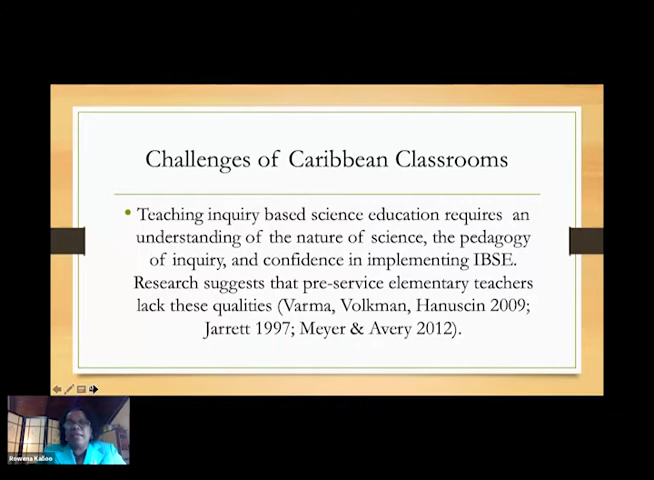 Challenges of Caribbean Classrooms
• Teaching inquiry based science education requires an
understanding of the nature of science, the pedagogy
of inquiry, and confidence in implementing IBSE.
Research suggests that pre-service elementary teachers
lack these qualities (Varma, Volkman, Hanuscin 2009;
Jarrett 1997; Meyer & Avery 2012).
Rowena Kalloo